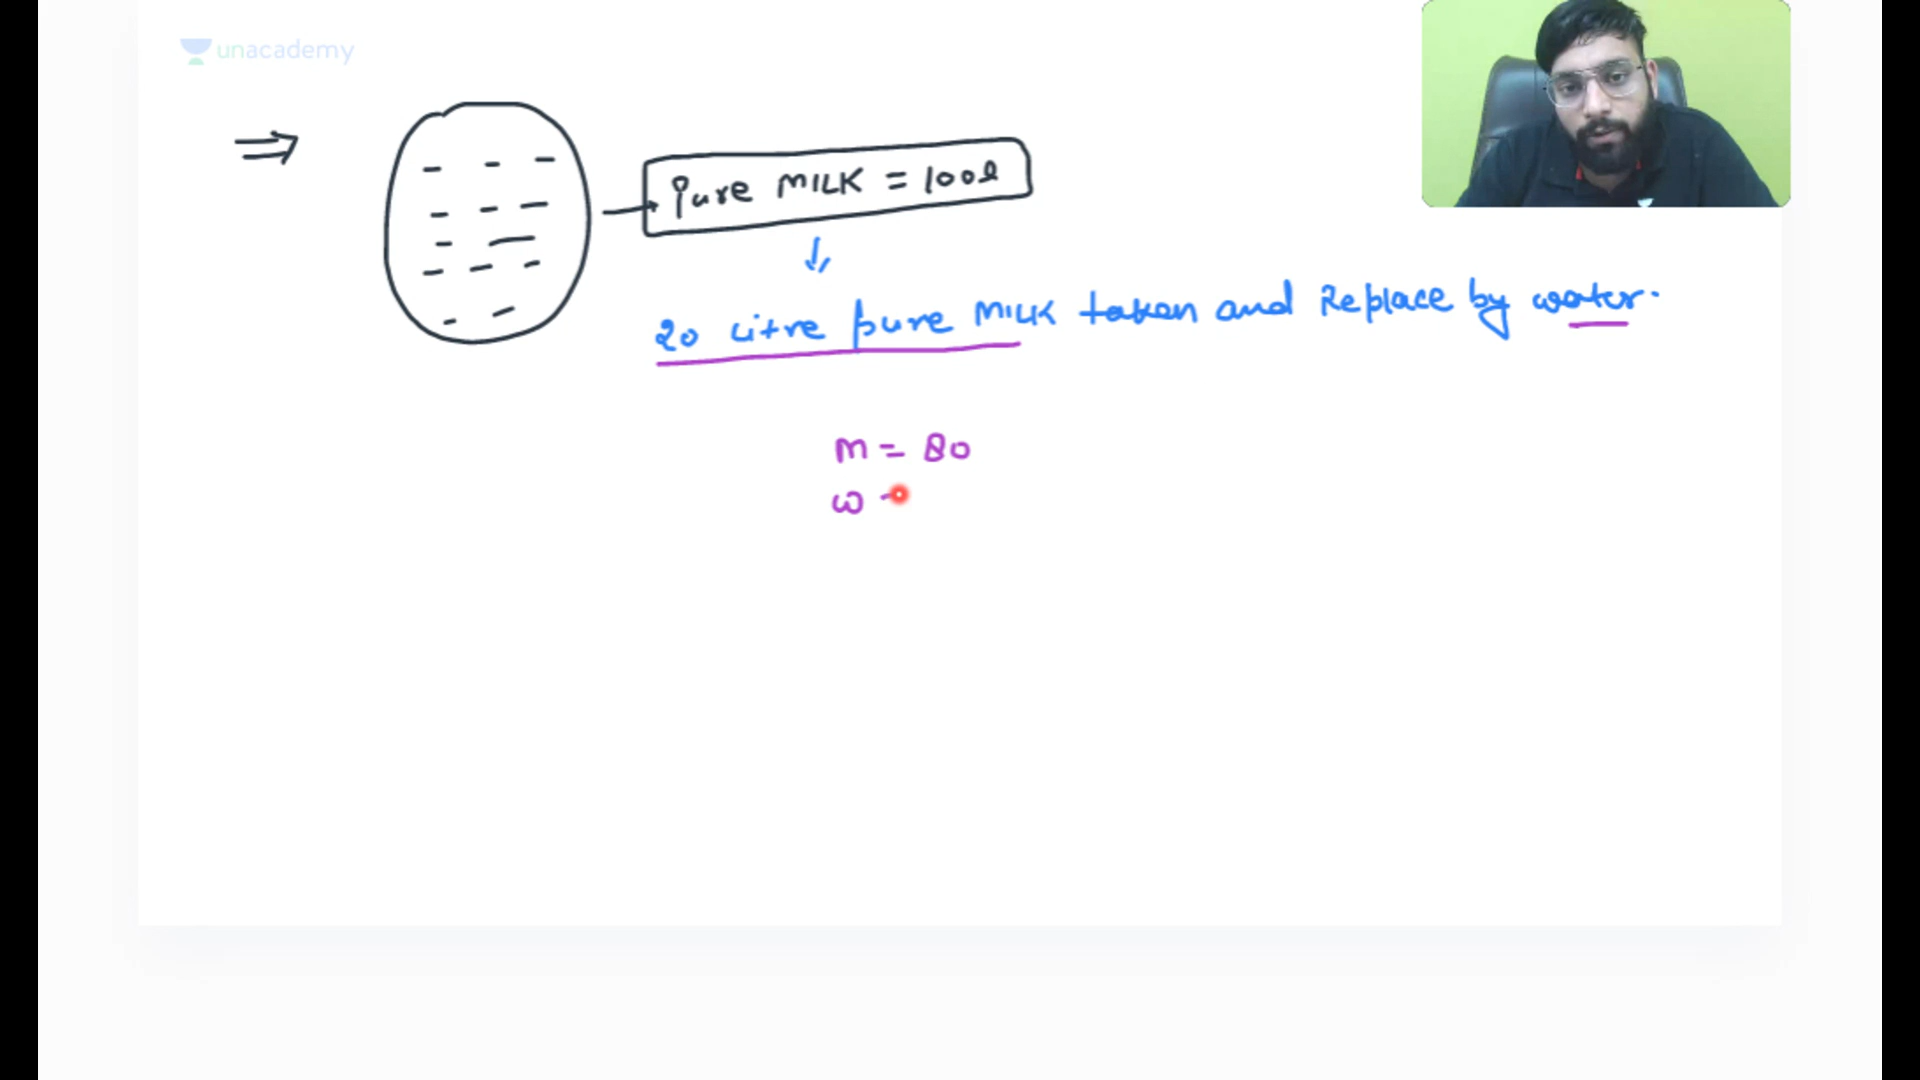 unacademy
Pure MILK = 100l
20 Litre pure MILK taken and Replace by water.
m = 80
w -